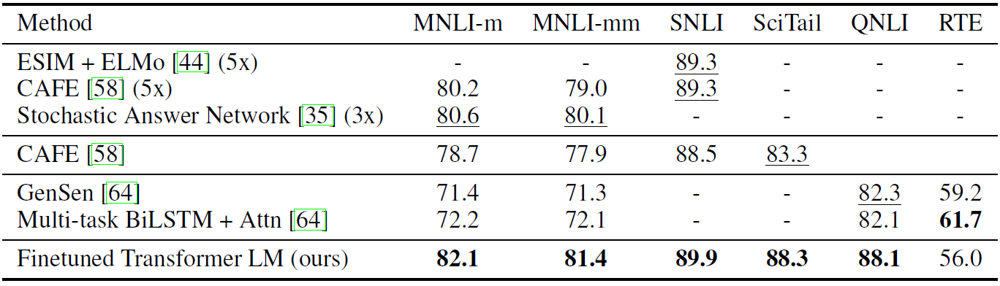 Method MNLI-m MNLI-mm SNLI SciTail QNLI RTE
ESIM + ELMo [44] (5x) - - 89.3 - - -
CAFE [58] (5x) 80.2 79.0 89.3 - - -
Stochastic Answer Network [35] (3x) 80.6 80.1 - - - -
CAFE [58] 78.7 77.9 88.5 83.3
GenSen [64] 71.4 71.3 - - 82.3 59.2
Multi-task BiLSTM + Attn [64] 72.2 72.1 - - 82.1 61.7
Finetuned Transformer LM (ours) 82.1 81.4 89.9 88.3 88.1 56.0